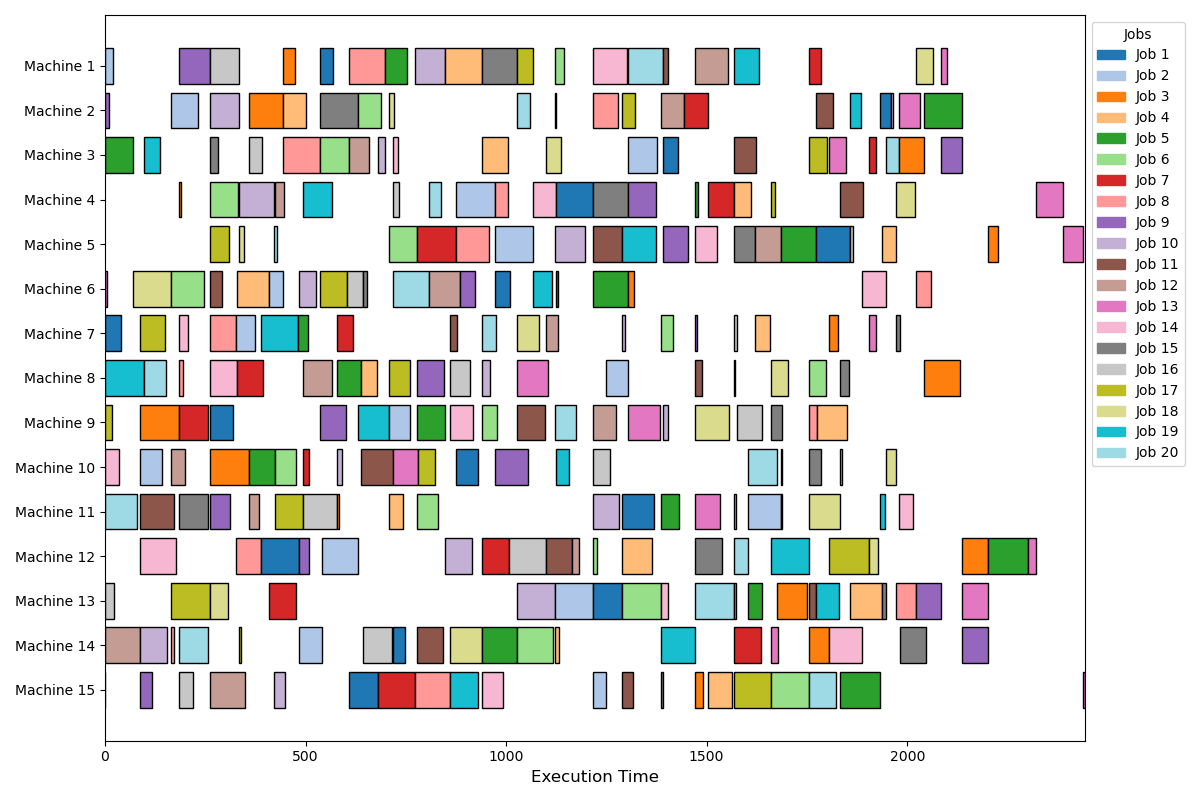 Machine 1
Machine 2
Machine 3
Machine 4
Machine 5
Machine 6
Machine 7
Machine 8
Machine 9
Machine 10
Machine 11
Machine 12
Machine 13
Machine 14
Machine 15
0 500 1000 1500 2000
Execution Time
Jobs
Job 1
Job 2
Job 3
Job 4
Job 5
Job 6
Job 7
Job 8
Job 9
Job 10
Job 11
Job 12
Job 13
Job 14
Job 15
Job 16
Job 17
Job 18
Job 19
Job 20